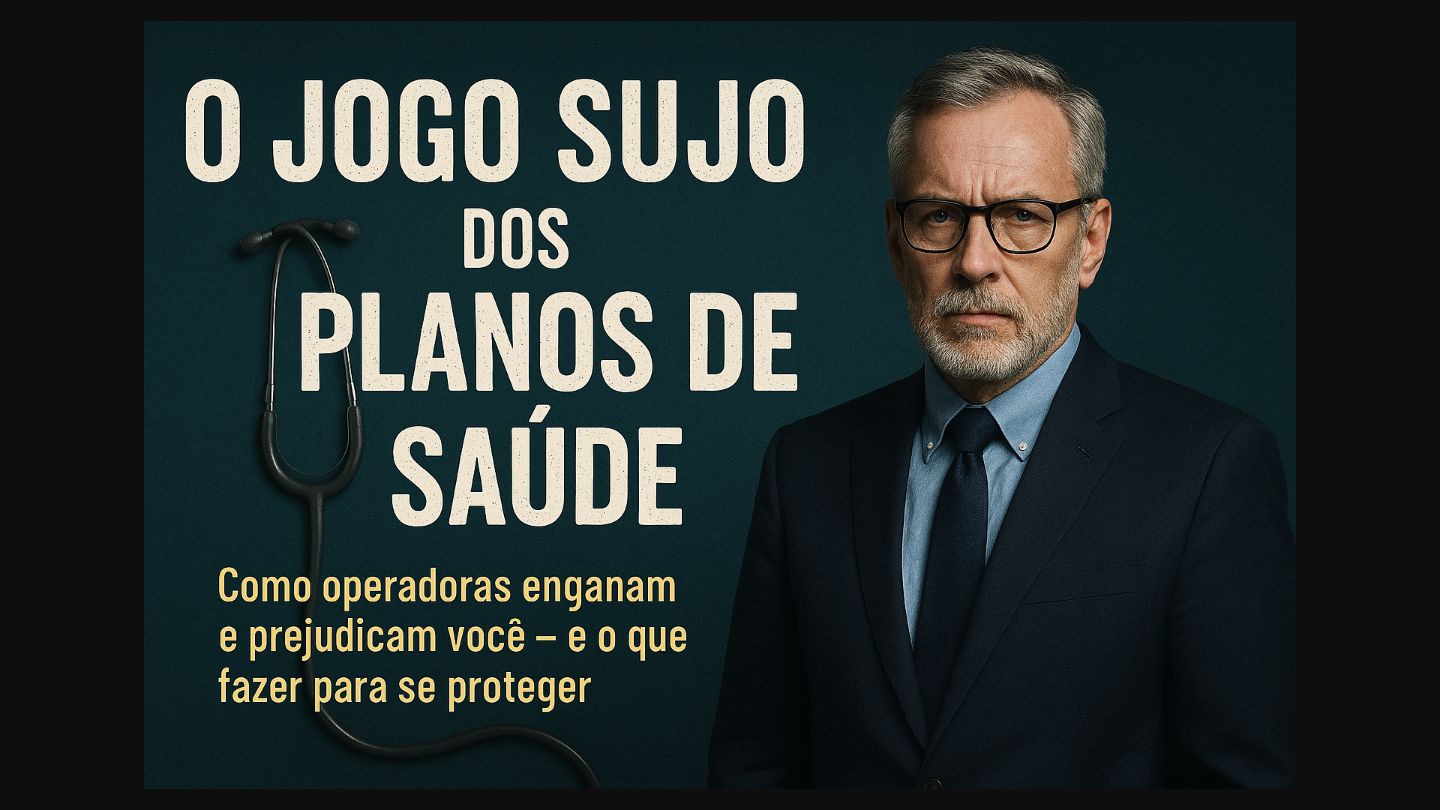 O JOGO SUJO
DOS
PLANOS DE
SAÚDE
Como operadoras enganam
e prejudicam você – e o que
fazer para se proteger